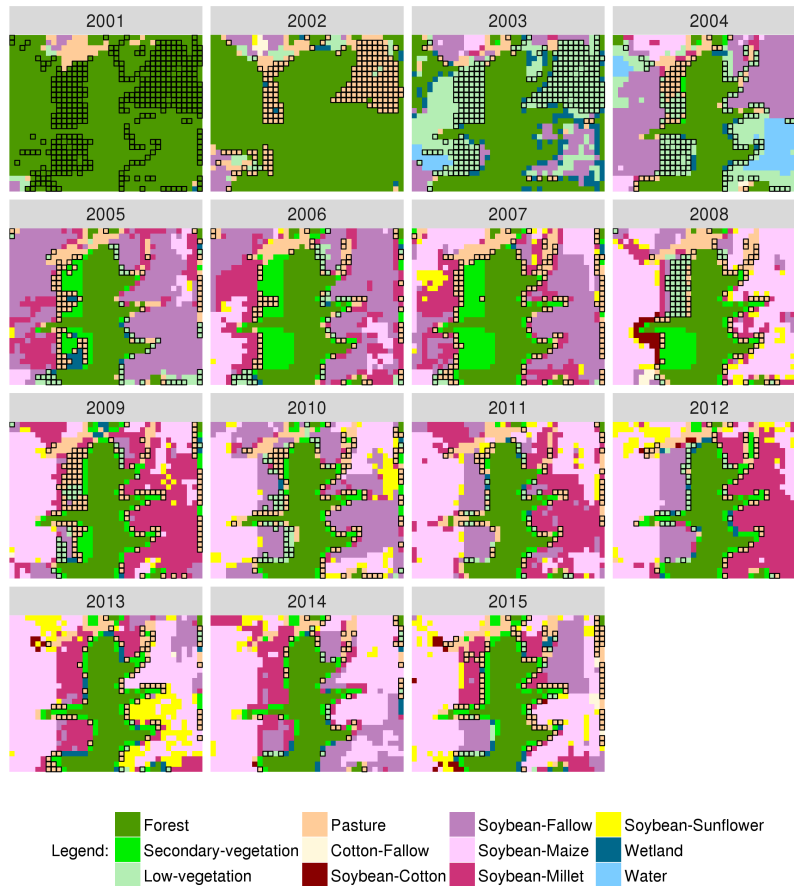 2001 2002 2003 2004
2005 2006 2007 2008
2009 2010 2011 2012
2013 2014 2015
Forest Pasture Soybean-Fallow Soybean-Sunflower
Legend: Secondary-vegetation Cotton-Fallow Soybean-Maize Wetland
Low-vegetation Soybean-Cotton Soybean-Millet Water